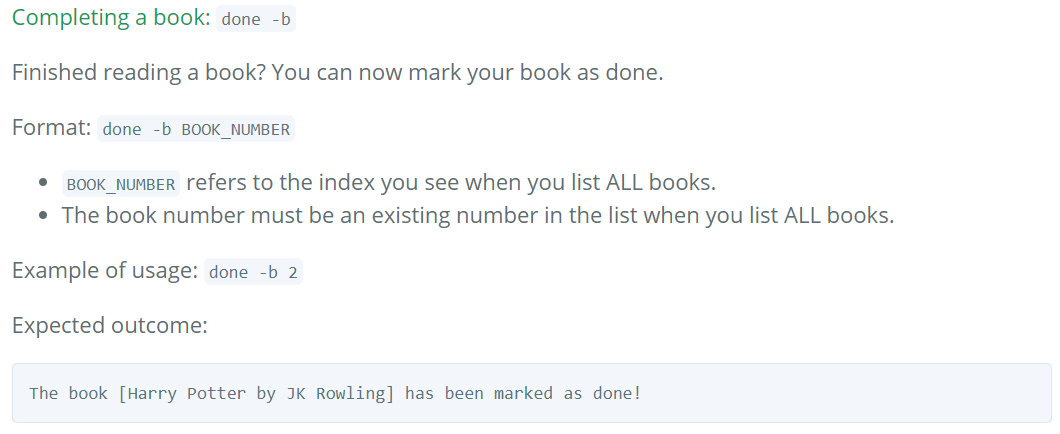 Completing a book: done -b
Finished reading a book? You can now mark your book as done.
Format: done -b BOOK_NUMBER
BOOK_NUMBER refers to the index you see when you list ALL books.
The book number must be an existing number in the list when you list ALL books.
Example of usage: done -b 2
Expected outcome:
The book [Harry Potter by JK Rowling] has been marked as done!